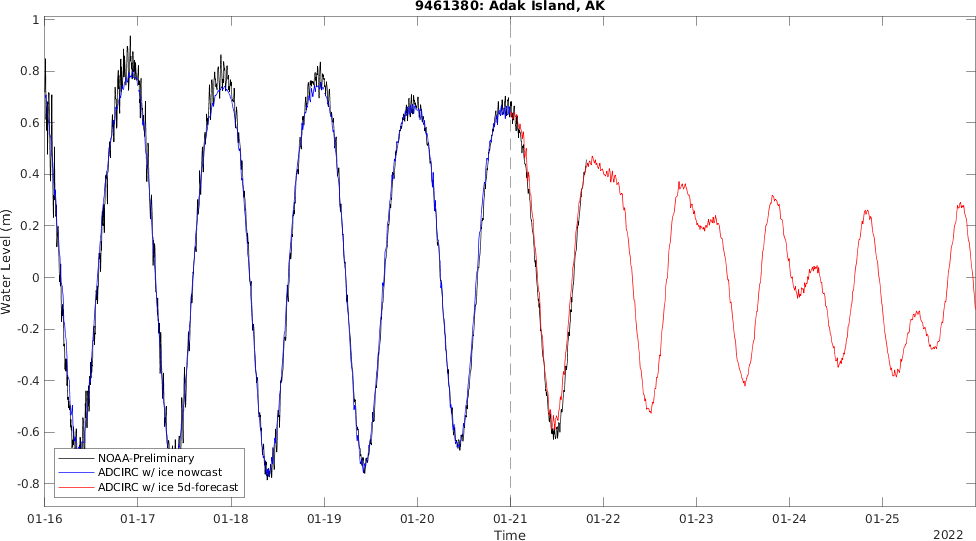 9461380: Adak Island, AK
1
0.8
0.6
0.4
0.2
0
-0.2
-0.4
-0.6
-0.8
Water Level (m)
NOAA-Preliminary
ADCIRC w/ ice nowcast
ADCIRC w/ ice 5d-forecast
01-16 01-17 01-18 01-19 01-20 01-21 01-22 01-23 01-24 01-25
Time
2022